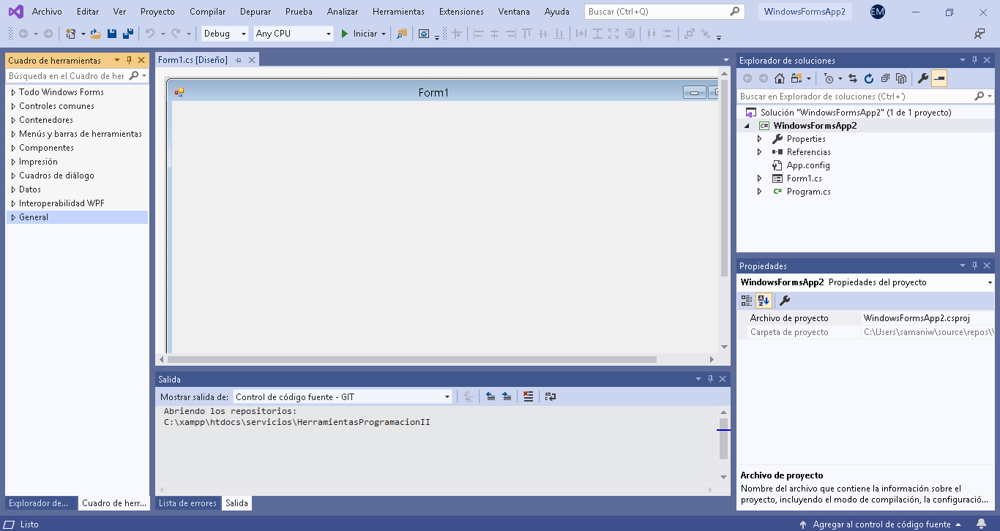 Archivo Editar Ver Proyecto Compilar Depurar Prueba Analizar Herramientas Extensiones Ventana Ayuda Buscar (Ctrl+Q) WindowsFormsApp2 EM
Debug Any CPU Iniciar
Cuadro de herramientas
Búsqueda en el Cuadro de her
Todo Windows Forms
Controles comunes
Contenedores
Menús y barras de herramientas
Componentes
Impresión
Cuadros de diálogo
Datos
Interoperabilidad WPF
General
Explorador de... Cuadro de herr...
Form1.cs [Diseño]
Form1
Salida
Mostrar salida de: Control de código fuente - GIT
Abriendo los repositorios:
C:\xampp\htdocs\servicios\HerramientasProgramacionII
Lista de errores Salida
Explorador de soluciones
Buscar en Explorador de soluciones (Ctrl+´)
Solución "WindowsFormsApp2" (1 de 1 proyecto)
C# WindowsFormsApp2
Properties
Referencias
App.config
Form1.cs
C# Program.cs
Propiedades
WindowsFormsApp2 Propiedades del proyecto
Archivo de proyecto WindowsFormsApp2.csproj
Carpeta de proyecto C:\Users\samaniw\source\repos\
Archivo de proyecto
Nombre del archivo que contiene la información sobre el
proyecto, incluyendo el modo de compilación, la configuració...
Listo Agregar al control de código fuente